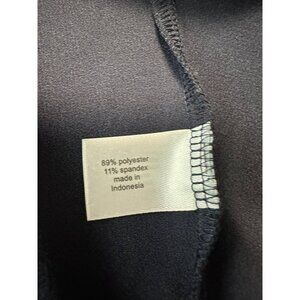 89% polyester
11% spandex
made in
Indonesia